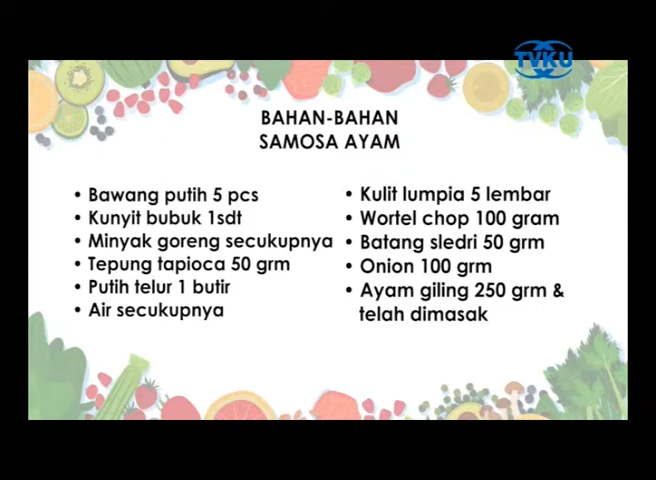 TVKU
BAHAN-BAHAN
SAMOSA AYAM
• Bawang putih 5 pcs
• Kunyit bubuk 1sdt
• Minyak goreng secukupnya
• Tepung tapioca 50 grm
• Putih telur 1 butir
• Air secukupnya
• Kulit lumpia 5 lembar
• Wortel chop 100 gram
• Batang sledri 50 grm
• Onion 100 grm
• Ayam giling 250 grm &
telah dimasak